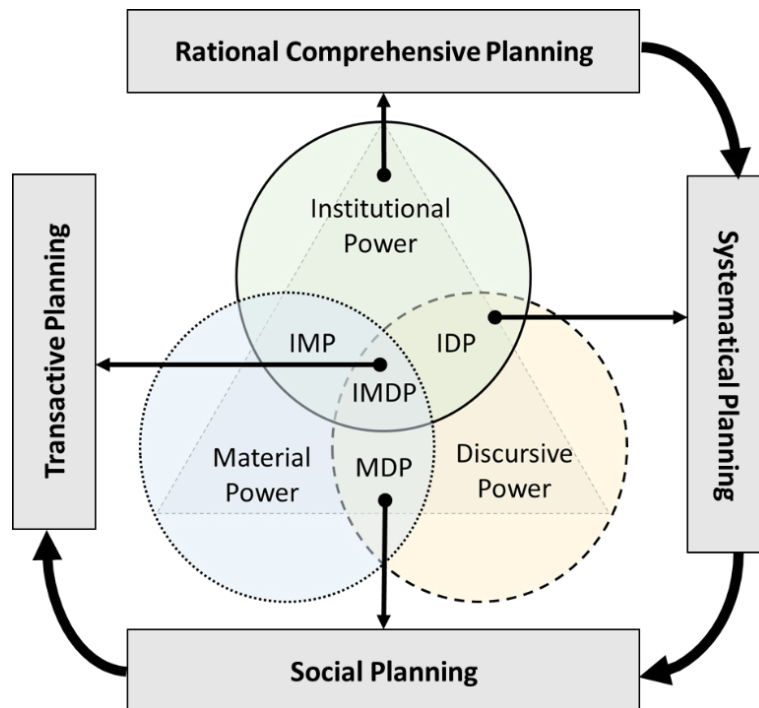 Rational Comprehensive Planning
Institutional
Power
Transactive Planning
Systematical Planning
IMP
IDP
IMDP
Material
Power
MDP
Discursive
Power
Social Planning